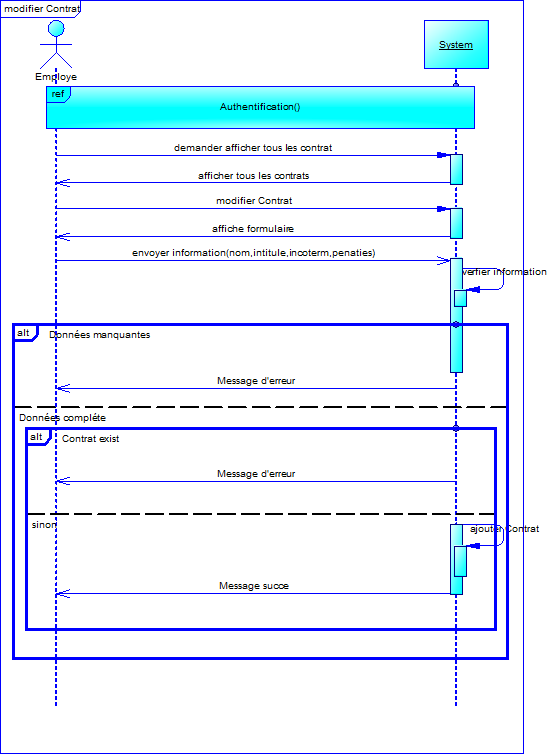 modifier Contrat
System
Employe
ref
Authentification()
demander afficher tous les contrat
afficher tous les contrats
modifier Contrat
affiche formulaire
envoyer information(nom,intitule,incoterm,penaties)
verfier information
alt
Données manquantes
Message d'erreur
Données compléte
alt
Contrat exist
Message d'erreur
sinon
ajouter Contrat
Message succe